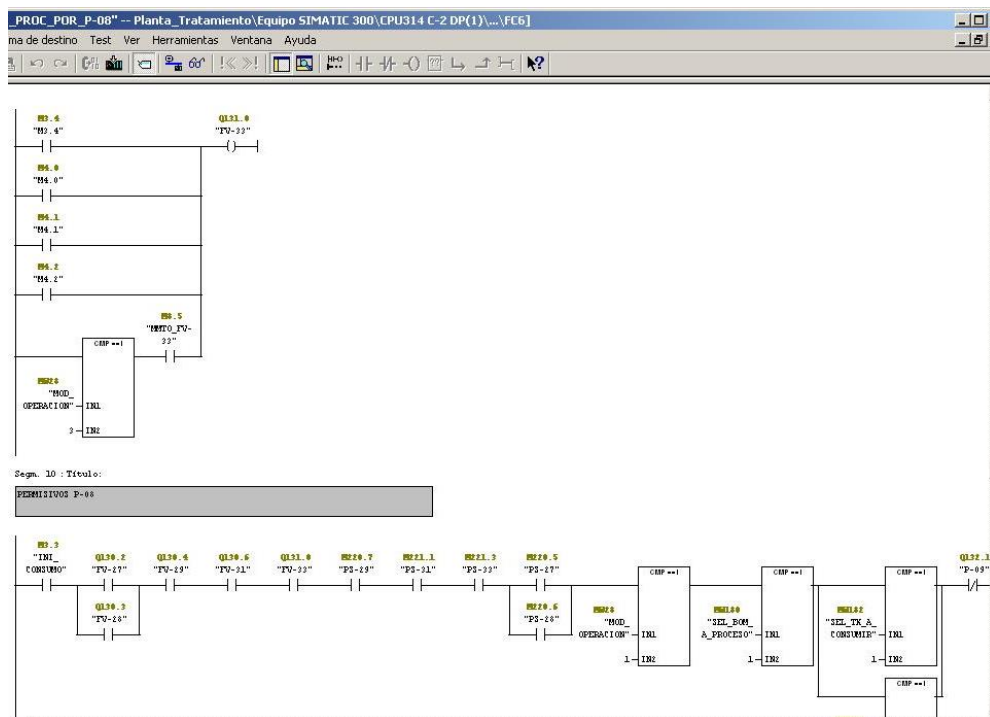 _PROC_POR_P-08" -- Planta_Tratamiento\Equipo SIMATIC 300\CPU314 C-2 DP(1)\...\FC6]
ma de destino Test Ver Herramientas Ventana Ayuda
M3.4 Q131.0
"M3.4" "FV-33"
M4.0
"M4.0"
M4.1
"M4.1"
M4.2
"M4.2"
M8.5
"MMTO_FV-
33"
CMP ==I
MW28
"MOD_
OPERACION" IN1
3 IN2
Segm. 10 : Título:
PERMISIVOS P-08
M3.3
"INI_ Q130.2 Q130.4 Q130.6 Q131.0 M220.7 M221.1 M221.3 M220.5 Q132.1
CONSUMO" "FV-27" "FV-29" "FV-31" "FV-33" "PS-29" "PS-31" "PS-33" "PS-27" "P-09"
CMP ==I CMP ==I CMP ==I
Q130.3 M220.6 MW28 MW180 MW182
"FV-28" "PS-28" "MOD_ "SEL_BOM_ "SEL_TK_A_
OPERACION" IN1 A_PROCESO" IN1 CONSUMIR" IN1
1 IN2 1 IN2 1 IN2
CMP ==I